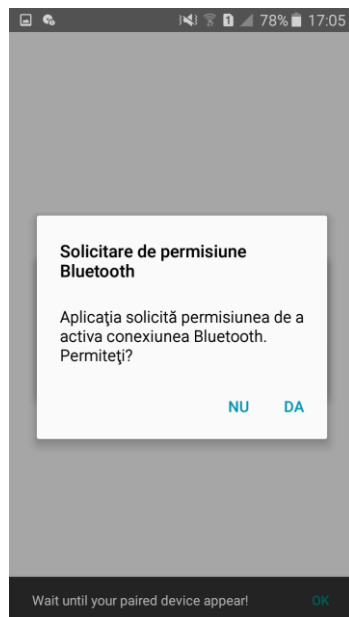 1 78% 17:05
Solicitare de permisiune
Bluetooth
Aplicaţia solicită permisiunea de a
activa conexiunea Bluetooth.
Permiteţi?
NU DA
Wait until your paired device appear! OK